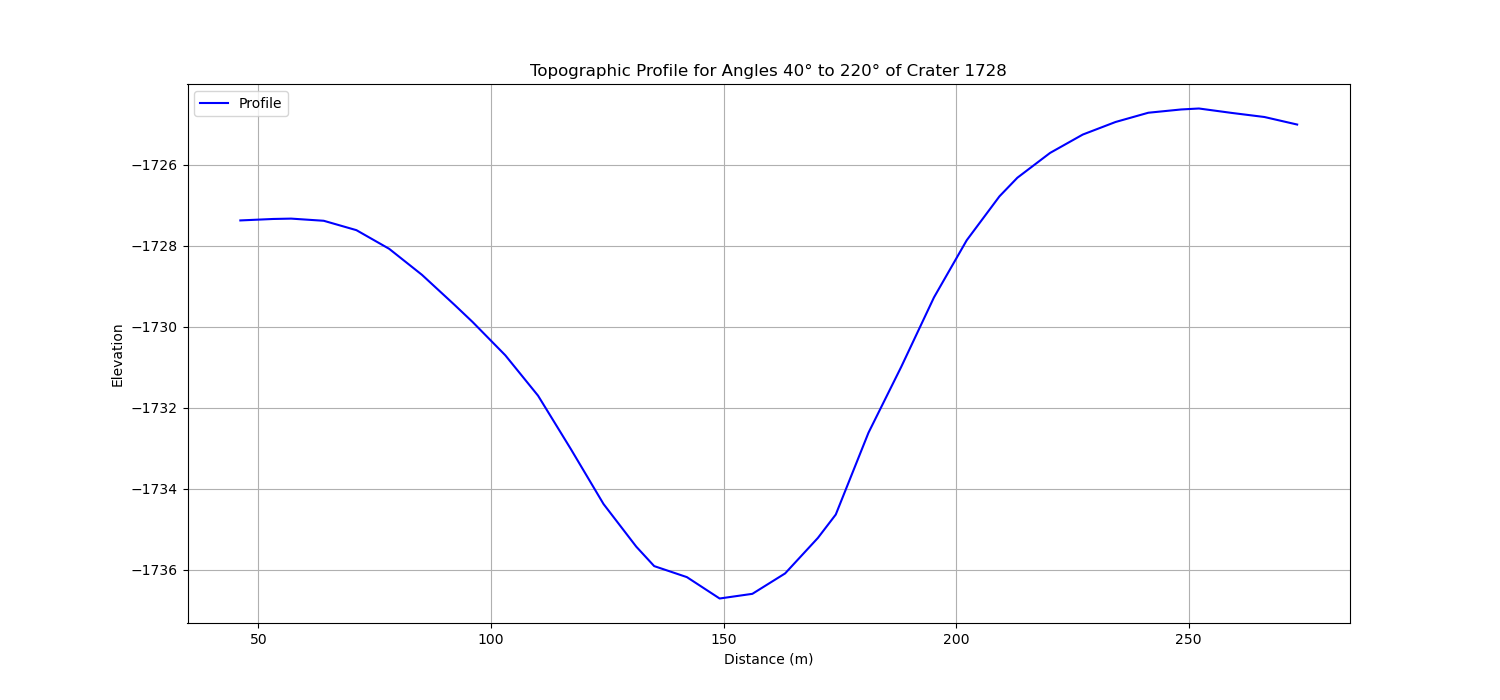 Topographic Profile for Angles 40° to 220° of Crater 1728
Profile
−1726
−1728
−1730
−1732
−1734
−1736
Elevation
50
100
150
200
250
Distance (m)